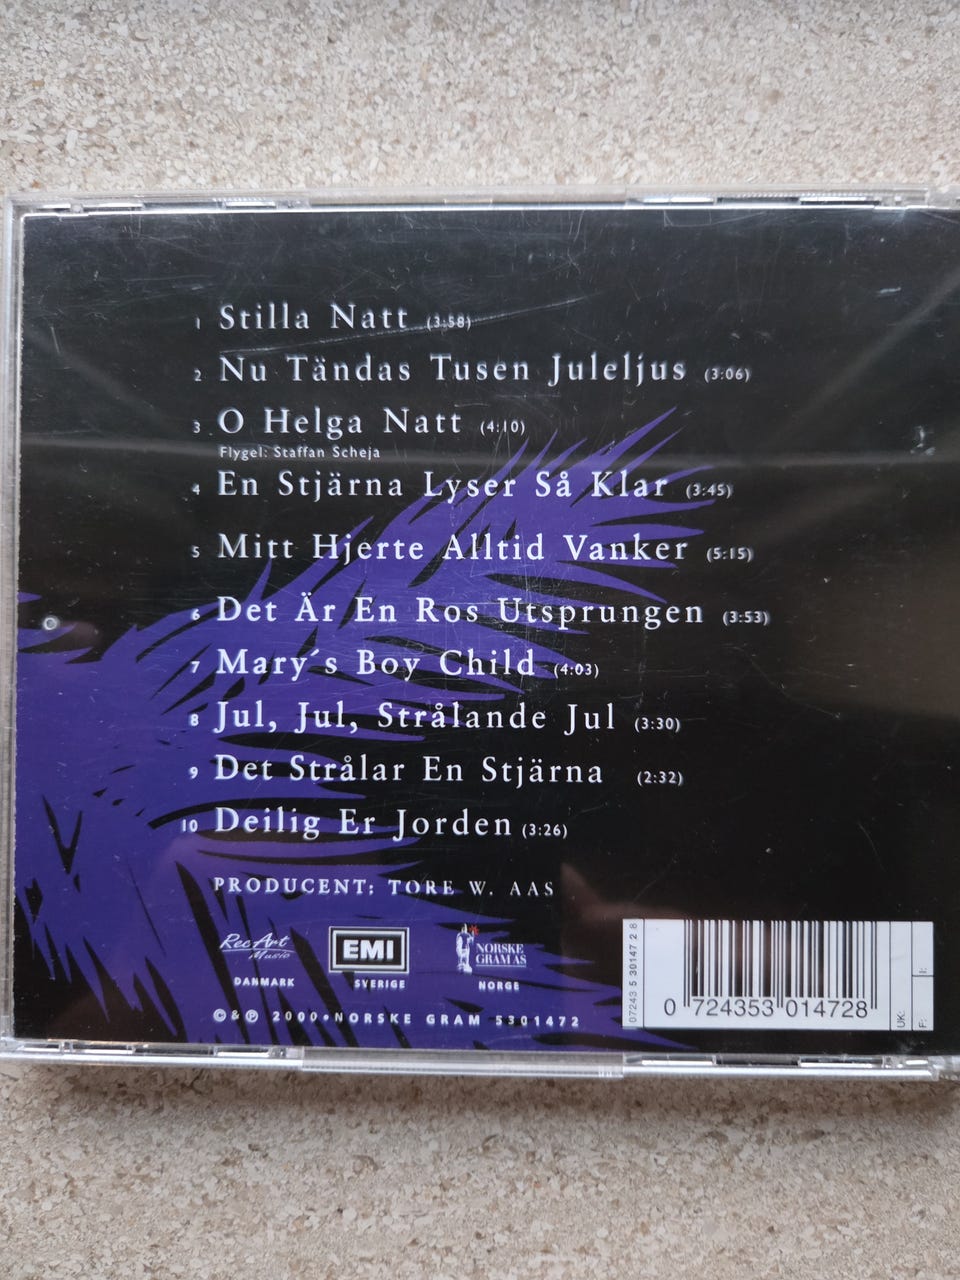 1 Stilla Natt (3:58)
2 Nu Tändas Tusen Juleljus (3:06)
3 O Helga Natt (4:10)
Flygel: Staffan Scheja
4 En Stjärna Lyser Så Klar (3:45)
5 Mitt Hjerte Alltid Vanker (5:15)
6 Det Är En Ros Utsprungen (3:53)
7 Mary´s Boy Child (4:03)
8 Jul, Jul, Strålande Jul (3:30)
9 Det Strålar En Stjärna (2:32)
10 Deilig Er Jorden (3:26)
PRODUCENT: TORE W. AAS
RecArt Music
DANMARK
EMI
SVERIGE
NORSKE GRAM AS
NORGE
© & ℗ 2000 • NORSKE GRAM 5301472
07243 5 30147 2 8
0 724353 014728
UK:
F:
I: